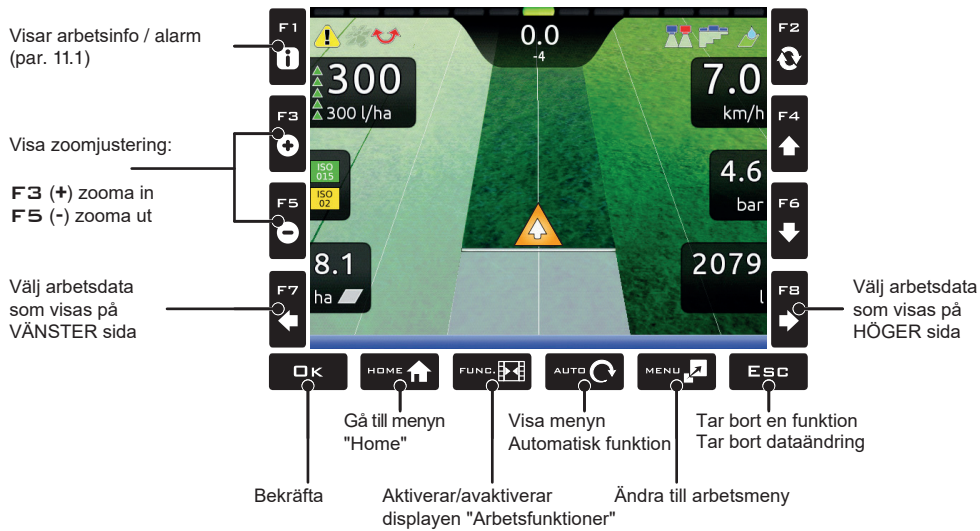 Visar arbetsinfo / alarm
(par. 11.1)
Visa zoomjustering:
F3 (+) zooma in
F5 (-) zooma ut
Välj arbetsdata
som visas på
VÄNSTER sida
F1
F3
F5
F7
0.0
-4
300
300 l/ha
ISO
015
ISO
02
8.1
ha
7.0
km/h
4.6
bar
2079
l
F2
F4
F6
F8
Välj arbetsdata
som visas på
HÖGER sida
OK
HOME
FUNC.
AUTO
MENU
ESC
Gå till menyn
"Home"
Visa menyn
Automatisk funktion
Tar bort en funktion
Tar bort dataändring
Bekräfta
Aktiverar/avaktiverar
displayen "Arbetsfunktioner"
Ändra till arbetsmeny